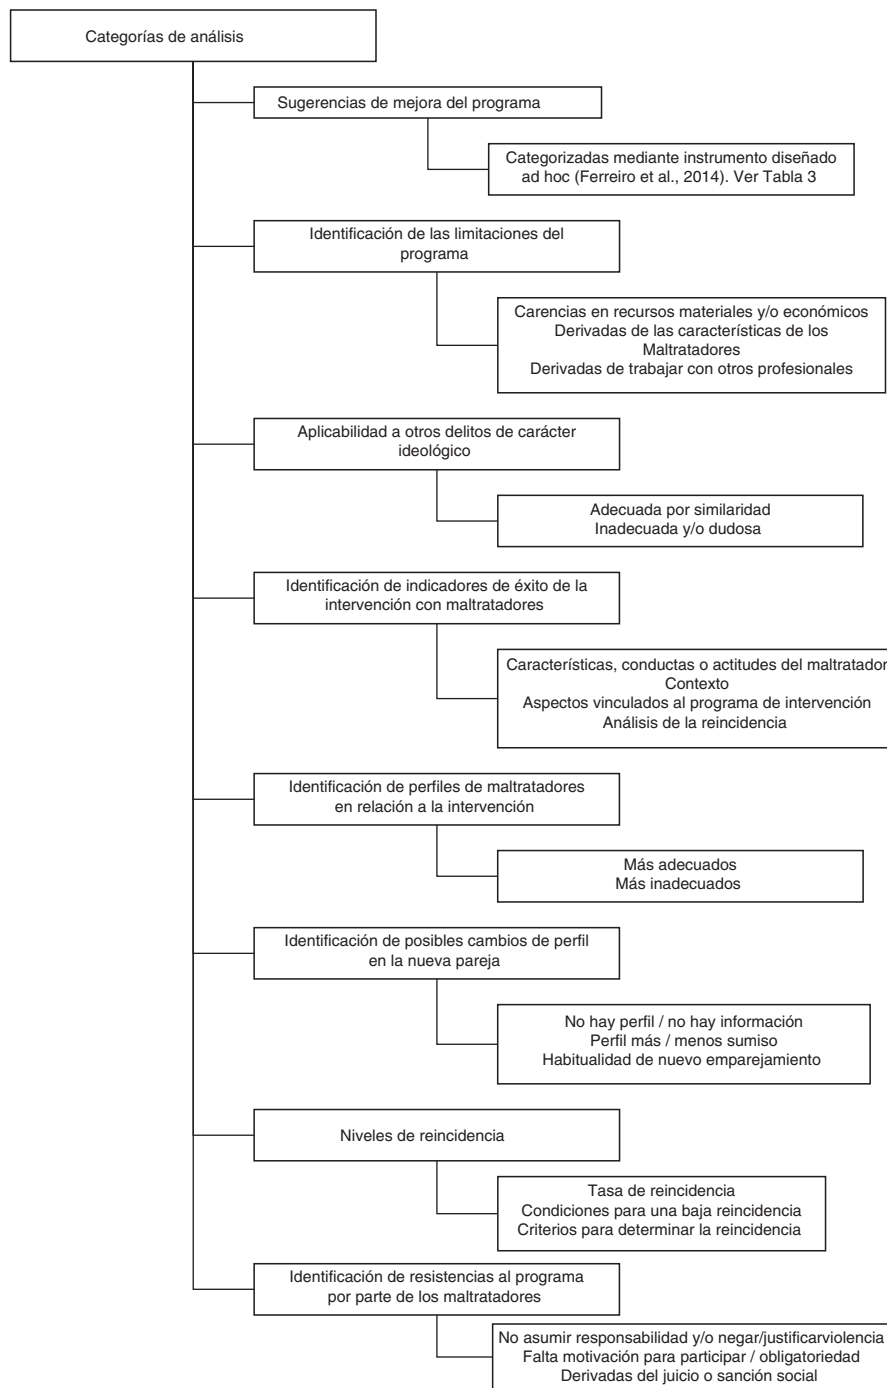 Categorías de análisis
Sugerencias de mejora del programa
Categorizadas mediante instrumento diseñado
ad hoc (Ferreiro et al., 2014). Ver Tabla 3
Identificación de las limitaciones del
programa
Carencias en recursos materiales y/o económicos
Derivadas de las características de los
Maltratadores
Derivadas de trabajar con otros profesionales
Aplicabilidad a otros delitos de carácter
ideológico
Adecuada por similaridad
Inadecuada y/o dudosa
Identificación de indicadores de éxito de la
intervención con maltratadores
Características, conductas o actitudes del maltratador
Contexto
Aspectos vinculados al programa de intervención
Análisis de la reincidencia
Identificación de perfiles de maltratadores
en relación a la intervención
Más adecuados
Más inadecuados
Identificación de posibles cambios de perfil
en la nueva pareja
No hay perfil / no hay información
Perfil más / menos sumiso
Habitualidad de nuevo emparejamiento
Niveles de reincidencia
Tasa de reincidencia
Condiciones para una baja reincidencia
Criterios para determinar la reincidencia
Identificación de resistencias al programa
por parte de los maltratadores
No asumir responsabilidad y/o negar/justificarviolencia
Falta motivación para participar / obligatoriedad
Derivadas del juicio o sanción social